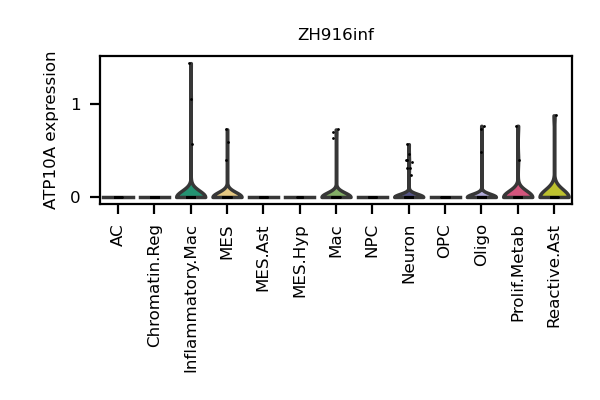 ZH916inf
ATP10A expression
1
0
AC
Chromatin.Reg
Inflammatory.Mac
MES
MES.Ast
MES.Hyp
Mac
NPC
Neuron
OPC
Oligo
Prolif.Metab
Reactive.Ast